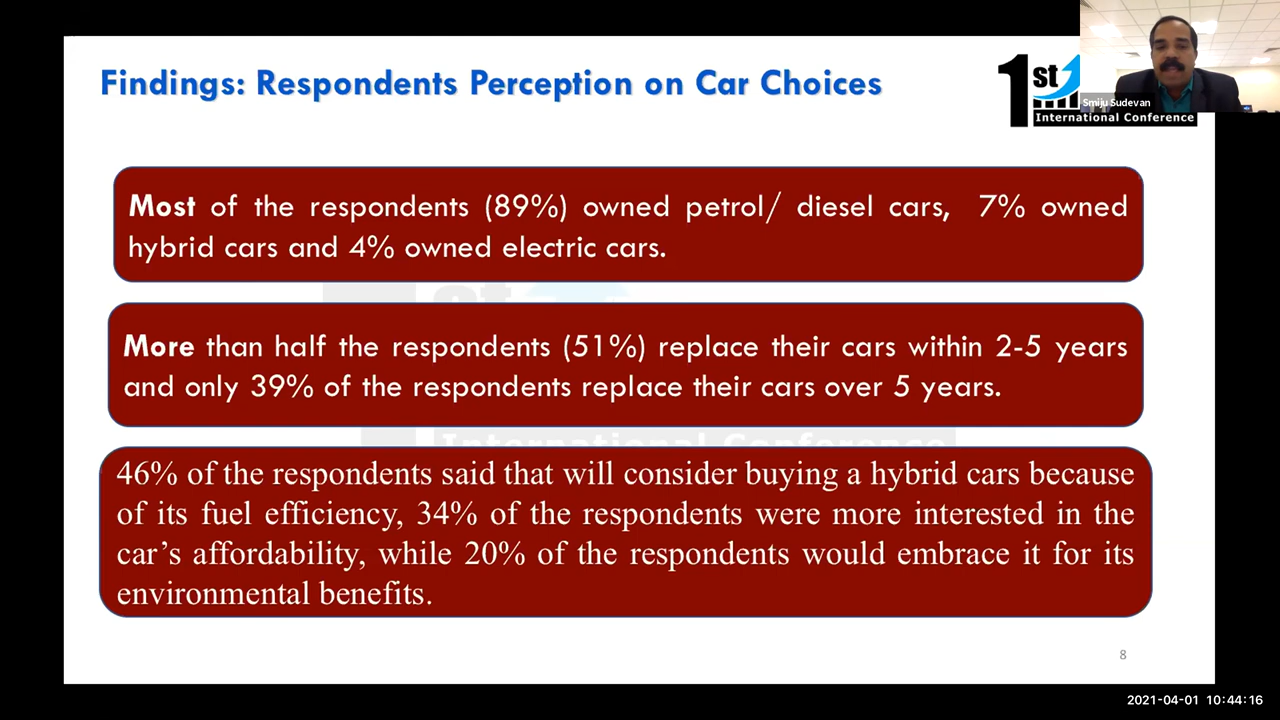 Findings: Respondents Perception on Car Choices
1st
International Conference
Smiju Sudevan
Most of the respondents (89%) owned petrol/ diesel cars, 7% owned
hybrid cars and 4% owned electric cars.
More than half the respondents (51%) replace their cars within 2-5 years
and only 39% of the respondents replace their cars over 5 years.
International Conference
46% of the respondents said that will consider buying a hybrid cars because
of its fuel efficiency, 34% of the respondents were more interested in the
car's affordability, while 20% of the respondents would embrace it for its
environmental benefits.
8
2021-04-01 10:44:16